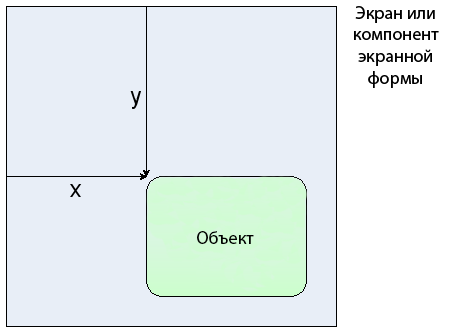 Экран или
компонент
экранной
формы
y
x
Объект